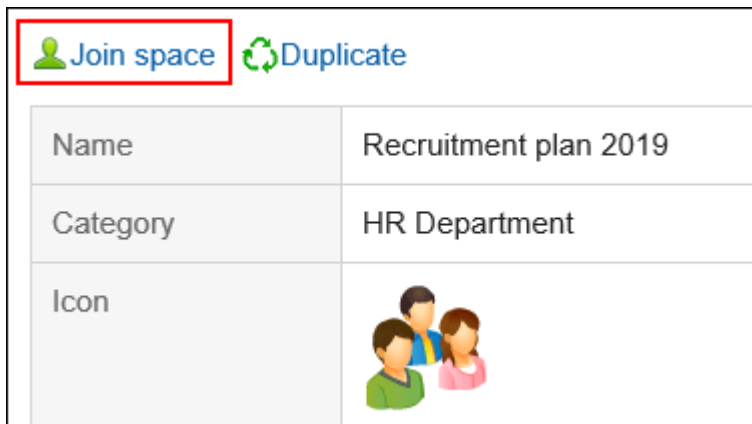 Join space Duplicate
Name Recruitment plan 2019
Category HR Department
Icon